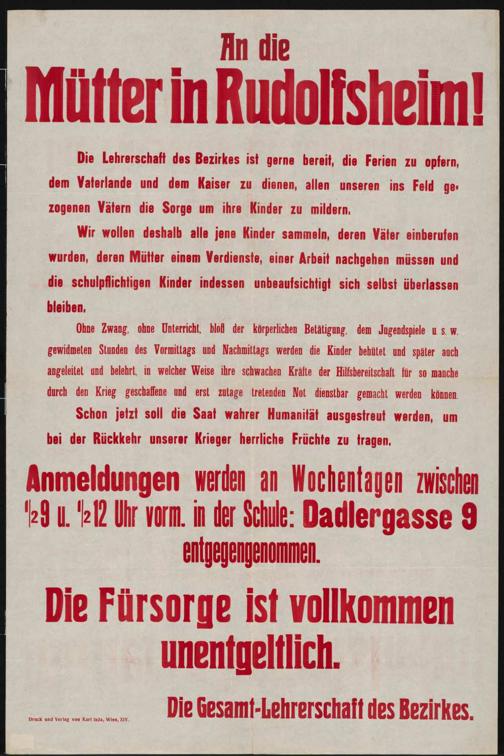 An die
Mütter in Rudolfsheim!
Die Lehrerschaft des Bezirkes ist gerne bereit, die Ferien zu opfern,
dem Vaterlande und dem Kaiser zu dienen, allen unseren ins Feld ge-
zogenen Vätern die Sorge um ihre Kinder zu mildern.
Wir wollen deshalb alle jene Kinder sammeln, deren Väter einberufen
wurden, deren Mütter einem Verdienste, einer Arbeit nachgehen müssen und
die schulpflichtigen Kinder indessen unbeaufsichtigt sich selbst überlassen
bleiben.
Ohne Zwang, ohne Unterricht, bloß der körperlichen Betätigung, dem Jugendspiele u. s. w.
gewidmeten Stunden des Vormittags und Nachmittags werden die Kinder behütet und später auch
angeleitet und belehrt, in welcher Weise ihre schwachen Kräfte der Hilfsbereitschaft für so manche
durch den Krieg geschaffene und erst zutage tretenden Not dienstbar gemacht werden können.
Schon jetzt soll die Saat wahrer Humanität ausgestreut werden, um
bei der Rückkehr unserer Krieger herrliche Früchte zu tragen.
Anmeldungen werden an Wochentagen zwischen
½9 u. ½12 Uhr vorm. in der Schule: Dadlergasse 9
entgegengenommen.
Die Fürsorge ist vollkommen
unentgeltlich.
Die Gesamt-Lehrerschaft des Bezirkes.
Druck und Verlag von Karl Jada, Wien, XIV.